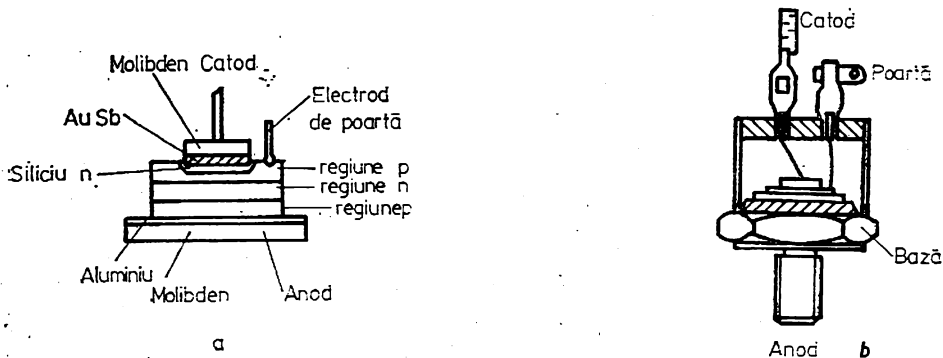 Molibden Catod
Au Sb
Electrod
de poartă
Siliciu n
regiune p
regiune n
regiunep
Aluminiu
Molibden
Anod
a
Catod
Poartă
Bază
Anod
b